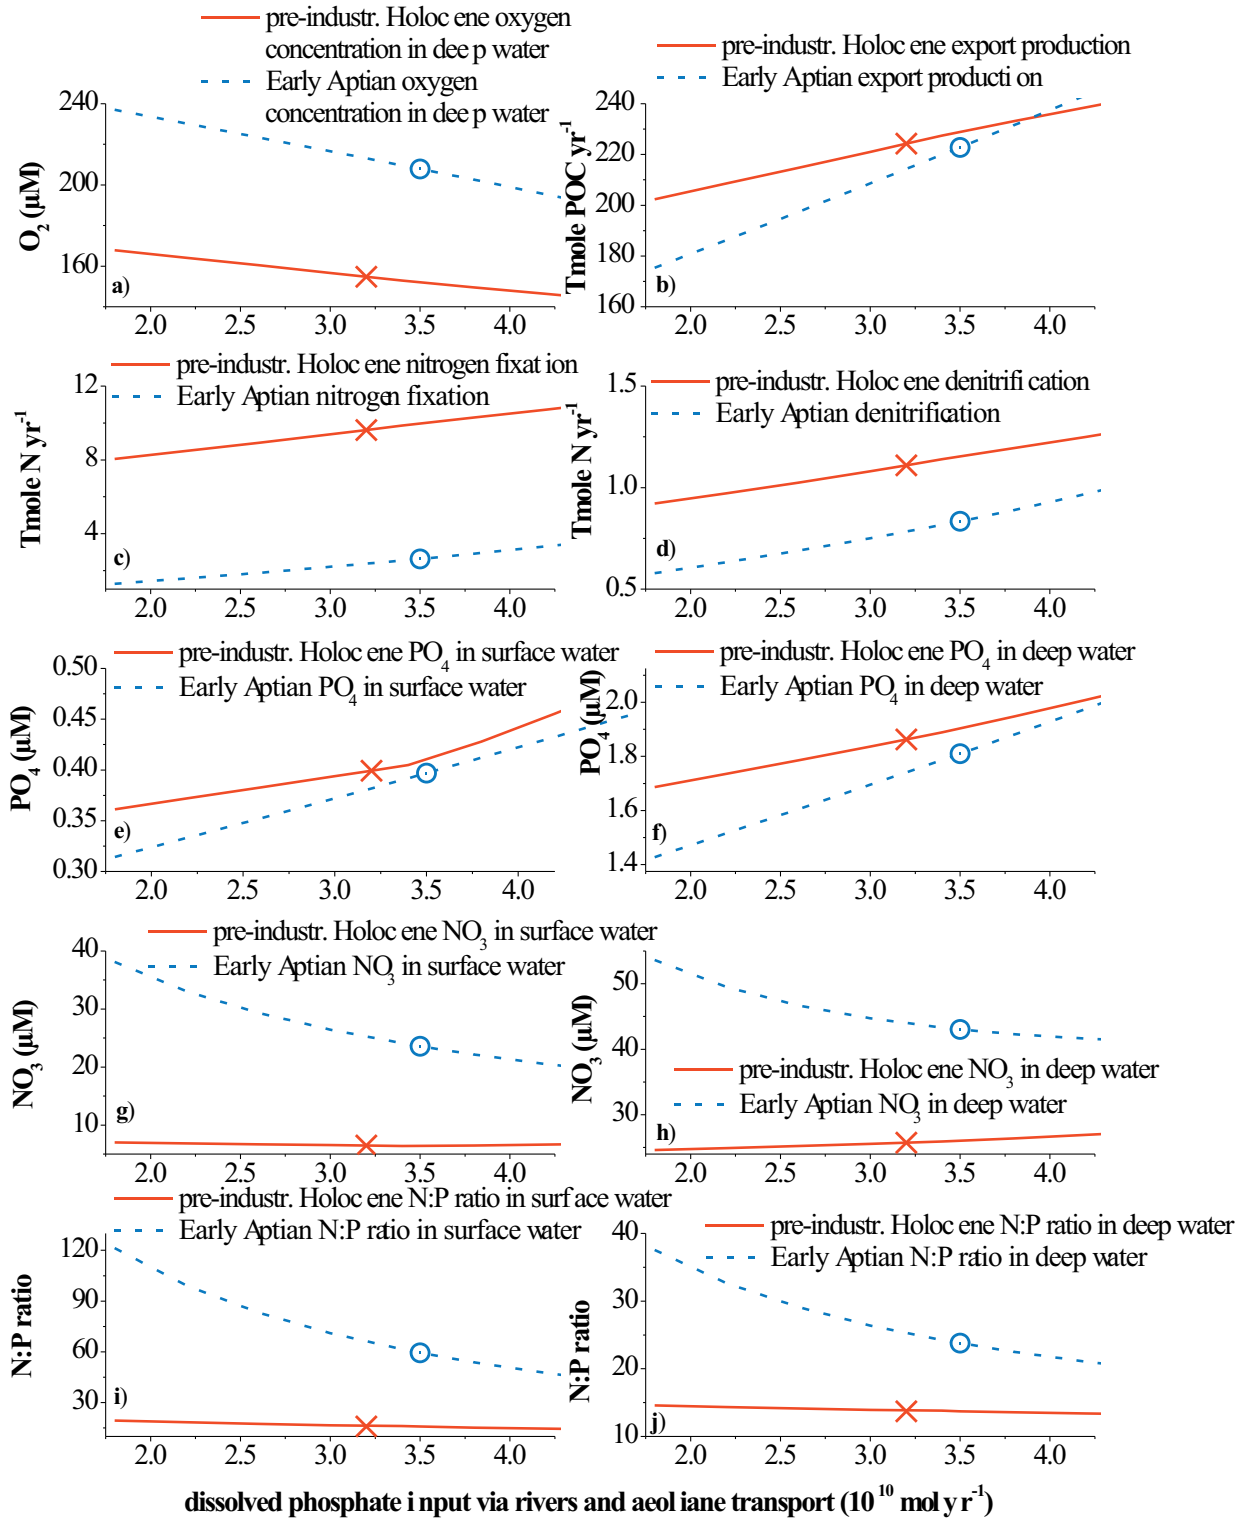 pre-industr. Holoc ene oxygen
concentration in dee p water
Early Aptian oxygen
concentration in dee p water
240
200
160
O2 (µM)
a)
2.0 2.5 3.0 3.5 4.0
pre-industr. Holoc ene export production
Early Aptian export producti on
240
220
200
180
160
Tmole POC yr-1
b)
2.0 2.5 3.0 3.5 4.0
pre-industr. Holoc ene nitrogen fixat ion
Early Aptian nitrogen fixation
12
8
4
Tmole N yr-1
c)
2.0 2.5 3.0 3.5 4.0
pre-industr. Holoc ene denitrifi cation
Early Aptian denitrification
1.5
1.0
0.5
Tmole N yr-1
d)
2.0 2.5 3.0 3.5 4.0
pre-industr. Holoc ene PO4 in surface water
Early Aptian PO4 in surface water
0.50
0.45
0.40
0.35
0.30
PO4 (µM)
e)
2.0 2.5 3.0 3.5 4.0
pre-industr. Holoc ene PO4 in deep water
Early Aptian PO4 in deep water
2.0
1.8
1.6
1.4
PO4 (µM)
f)
2.0 2.5 3.0 3.5 4.0
pre-industr. Holoc ene NO3 in surface water
Early Aptian NO3 in surface water
40
30
20
10
NO3 (µM)
g)
2.0 2.5 3.0 3.5 4.0
50
40
30
NO3 (µM)
pre-industr. Holoc ene NO3 in deep water
Early Aptian NO3 in deep water
h)
2.0 2.5 3.0 3.5 4.0
pre-industr. Holoc ene N:P ratio in surf ace water
Early Aptian N:P ratio in surface water
120
90
60
30
N:P ratio
i)
2.0 2.5 3.0 3.5 4.0
pre-industr. Holoc ene N:P ratio in deep water
Early Aptian N:P ratio in deep water
40
30
20
10
N:P ratio
j)
2.0 2.5 3.0 3.5 4.0
dissolved phosphate i nput via rivers and aeol iane transport (10 10 mol y r-1)